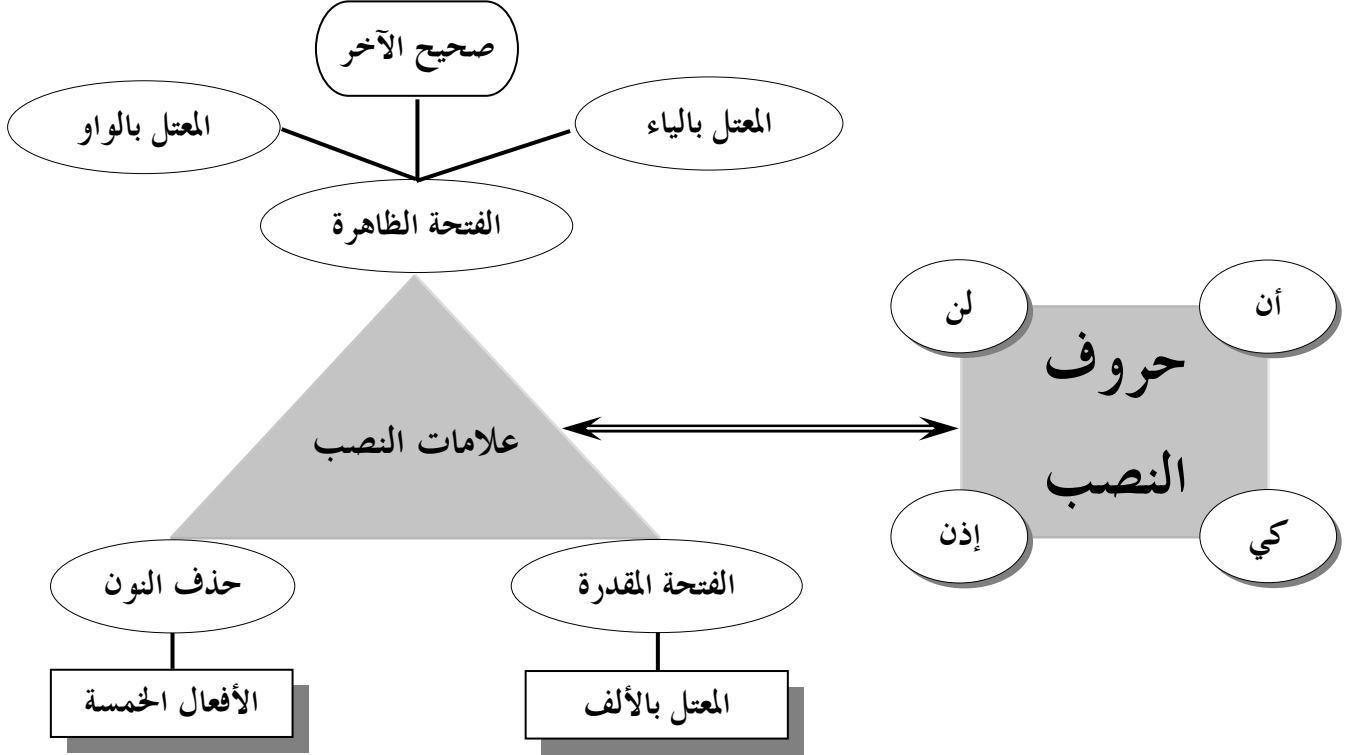 صحيح الآخر
المعتل بالياء
المعتل بالواو
الفتحة الظاهرة
أن
لن
حروف
النصب
علامات النصب
كي
إذن
الفتحة المقدرة
حذف النون
المعتل بالألف
الأفعال الخمسة